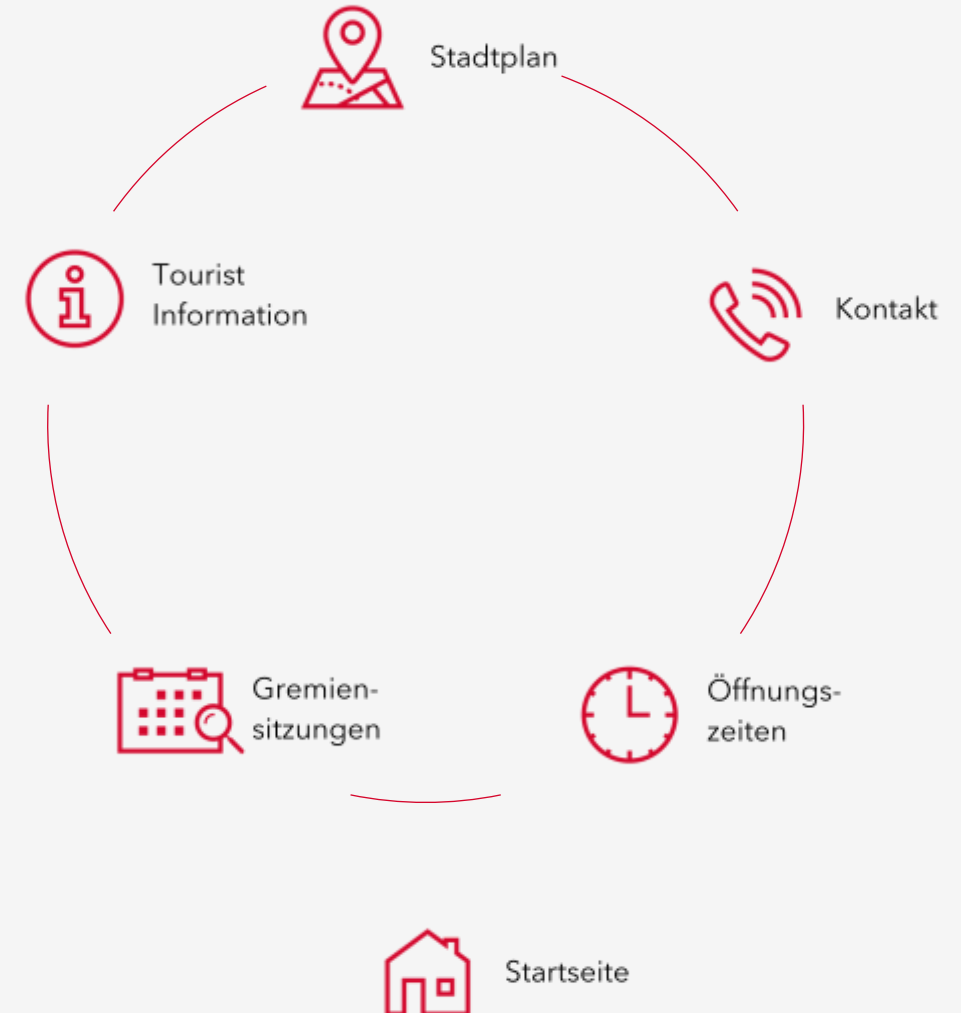 Stadtplan
Tourist
Information
Kontakt
Gremien-
sitzungen
Öffnungs-
zeiten
Startseite